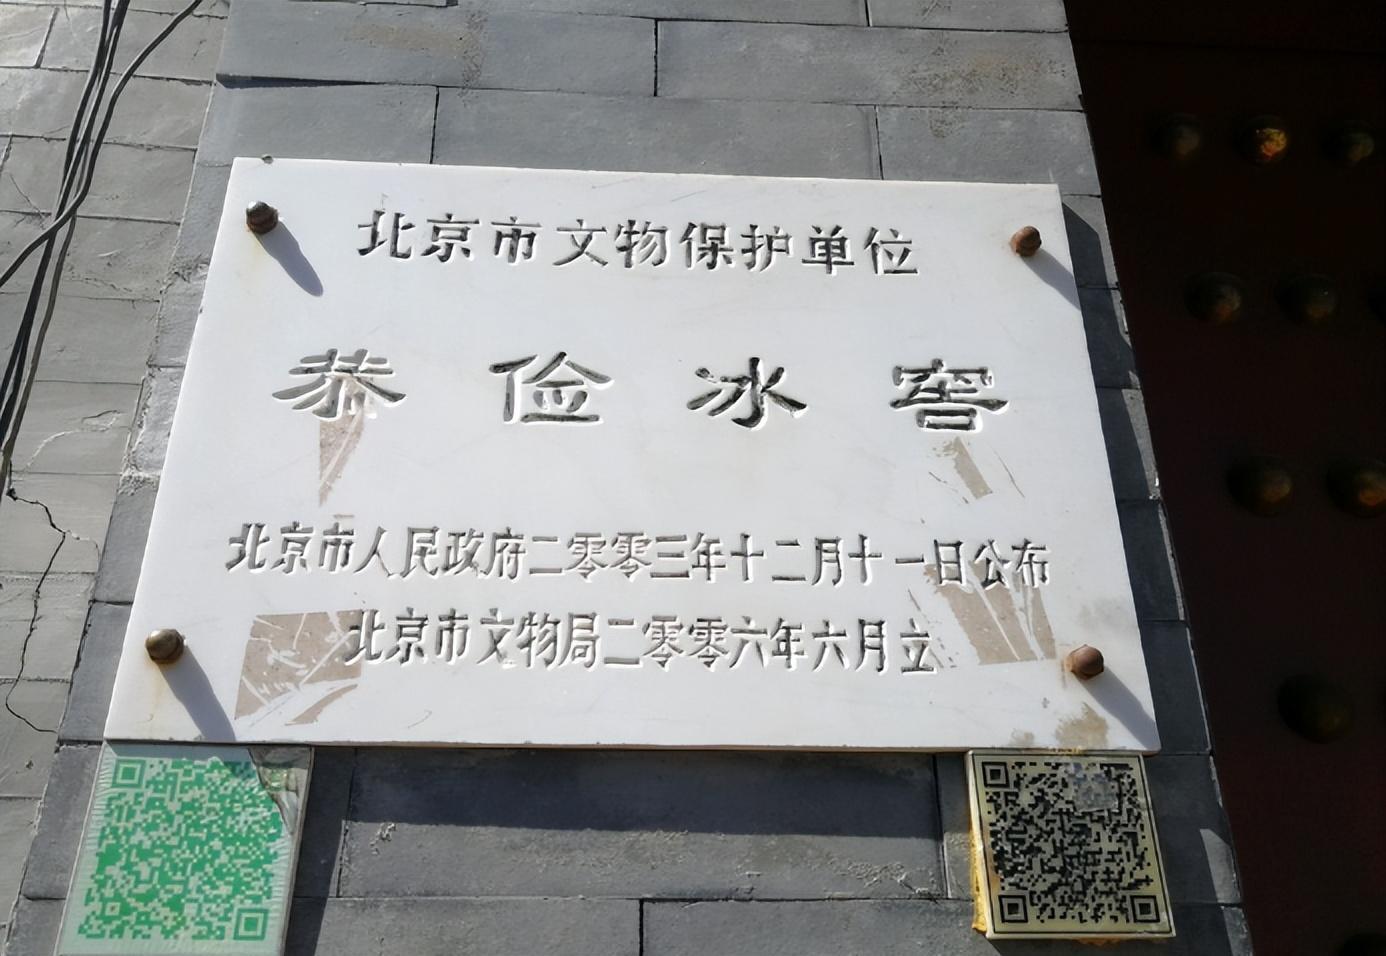 北京市文物保护单位
恭俭冰窖
北京市人民政府二零零三年十二月十一日公布
北京市文物局二零零六年六月立